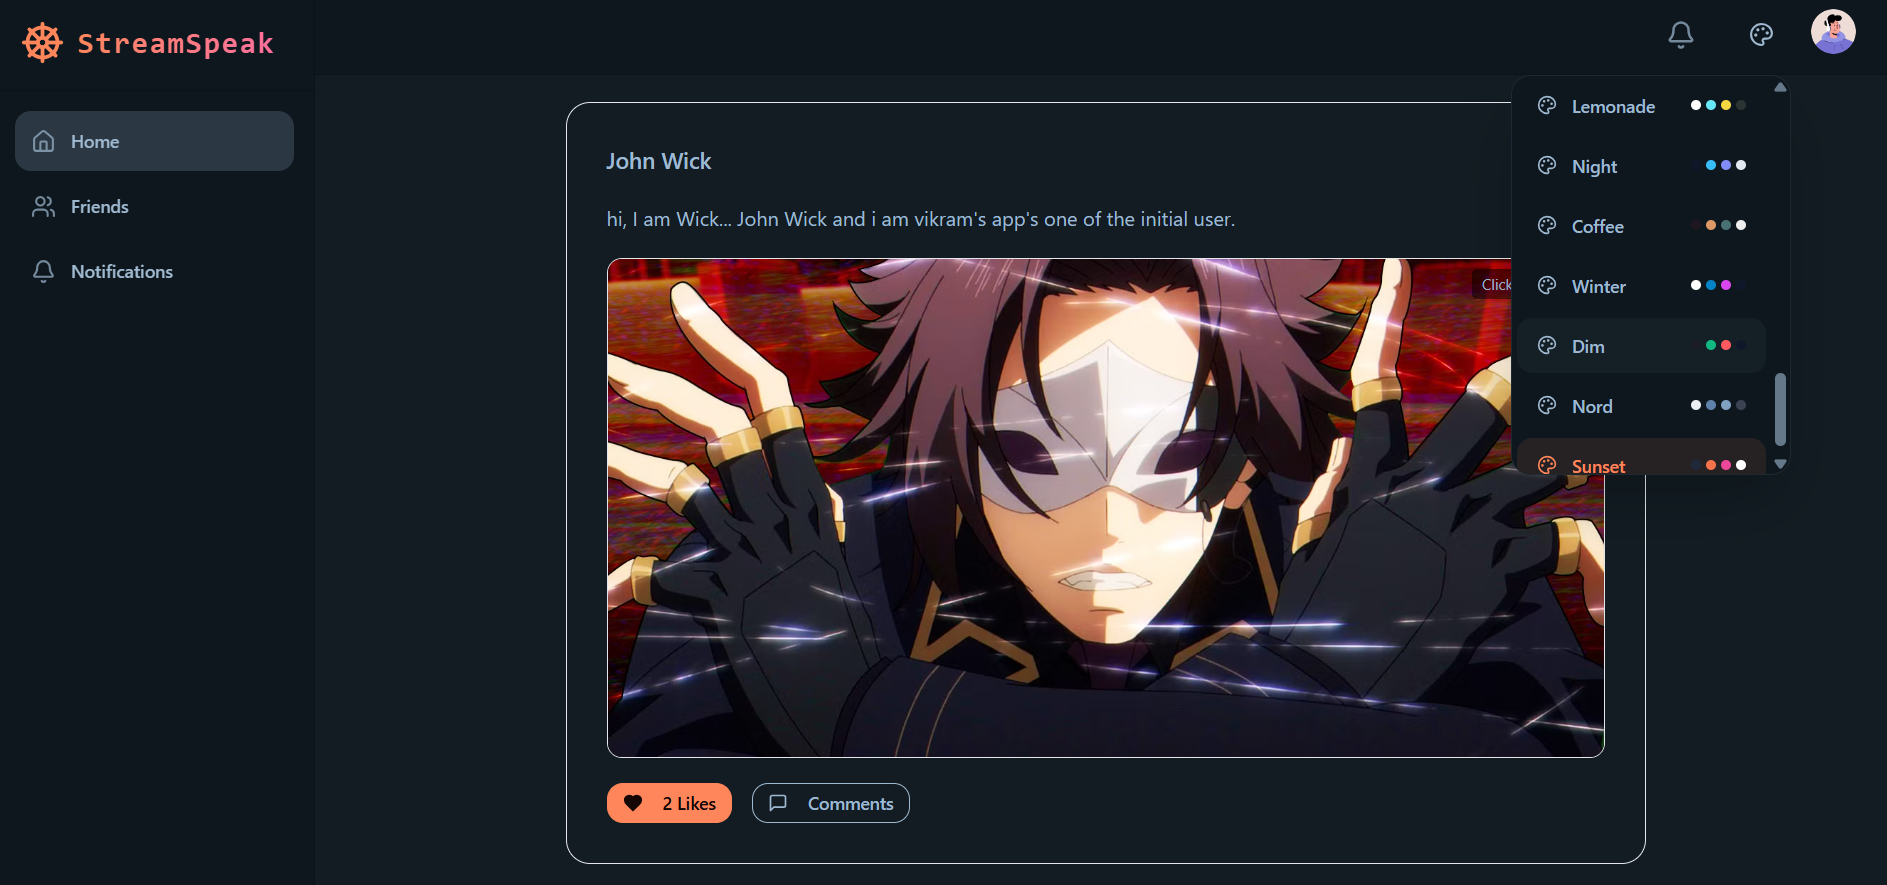 StreamSpeak
Home
Friends
Notifications
John Wick
hi, I am Wick... John Wick and i am vikram's app's one of the initial user.
Click
2 Likes
Comments
Lemonade
Night
Coffee
Winter
Dim
Nord
Sunset